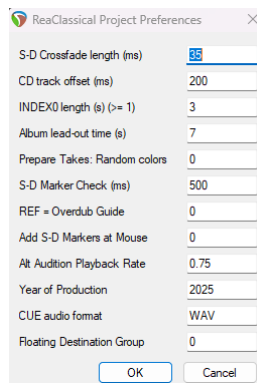 ReaClassical Project Preferences
S-D Crossfade length (ms) 35
CD track offset (ms) 200
INDEX0 length (s) (>= 1) 3
Album lead-out time (s) 7
Prepare Takes: Random colors 0
S-D Marker Check (ms) 500
REF = Overdub Guide 0
Add S-D Markers at Mouse 0
Alt Audition Playback Rate 0.75
Year of Production 2025
CUE audio format WAV
Floating Destination Group 0
OK Cancel